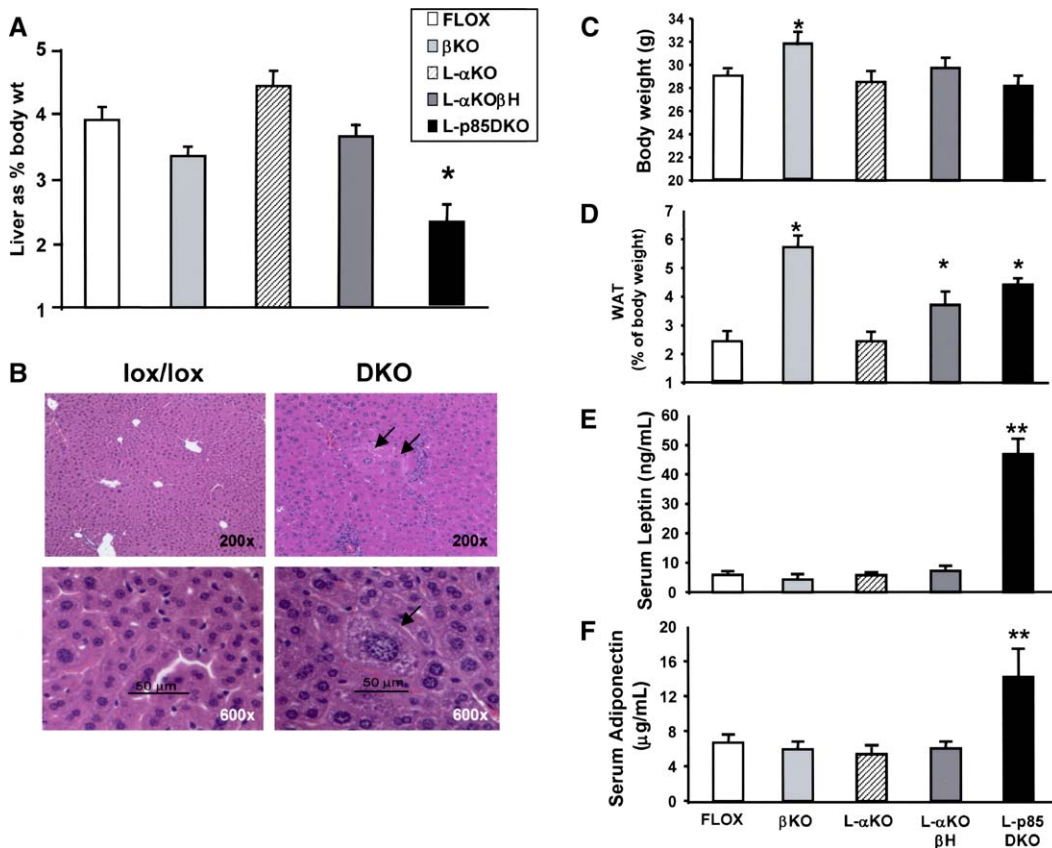 A
Liver as % body wt
5
4
3
2
1
*
FLOX
βKO
L-αKO
L-αKOβH
L-p85DKO
B
lox/lox
DKO
200x
200x
50 μm
600x
50 μm
600x
C
Body weight (g)
34
32
30
28
26
24
22
20
*
D
WAT
(% of body weight)
7
6
5
4
3
2
1
*
*
*
E
Serum Leptin (ng/mL)
60
50
40
30
20
10
0
**
F
Serum Adiponectin
(μg/mL)
20
16
12
8
4
0
**
FLOX
βKO
L-αKO
L-αKO
βH
L-p85
DKO